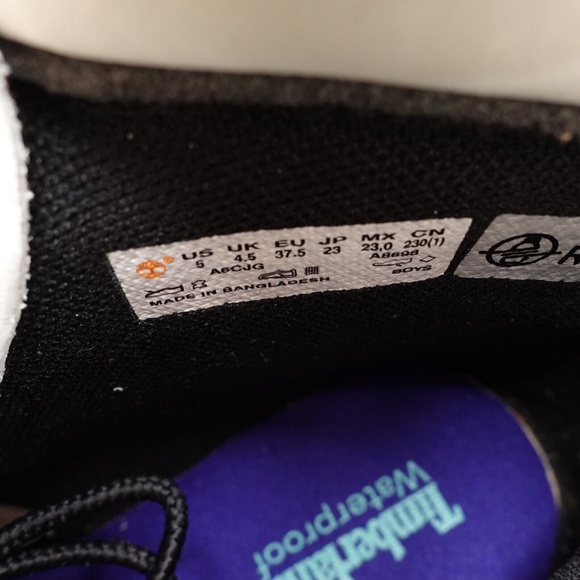 US UK EU JP MX CN
5 4.5 37.5 23 23,0 230(1)
A6CJG A8698
BOYS
MADE IN BANGLADESH
Timberland
Waterproof